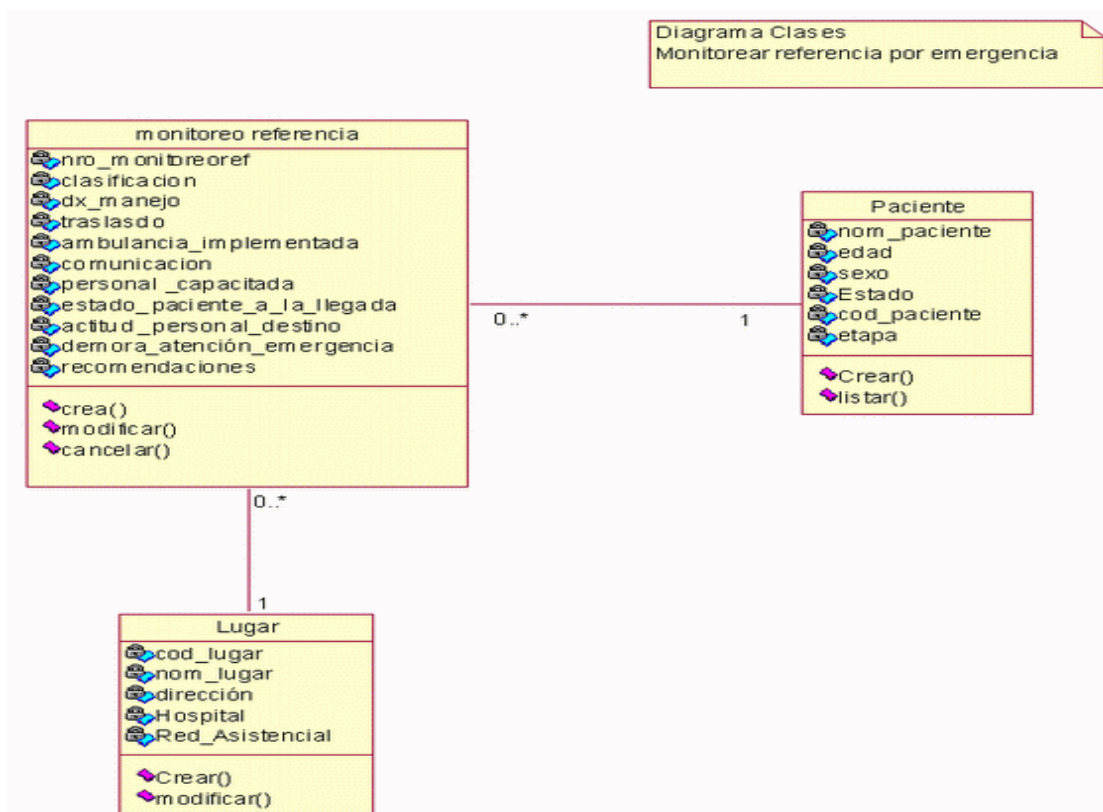 Diagrama Clases
Monitorear referencia por emergencia
monitoreo referencia
nro_monitoreoref
clasificacion
dx_manejo
traslasdo
ambulancia_implementada
comunicacion
personal _capacitada
estado_paciente_a_la_llegada
actitud_personal_destino
demora_atención_emergencia
recomendaciones
crea()
modificar()
cancelar()
0..*
1
Paciente
nom_paciente
edad
sexo
Estado
cod_paciente
etapa
Crear()
listar()
0..*
1
Lugar
cod_lugar
nom_lugar
dirección
Hospital
Red_Asistencial
Crear()
modificar()